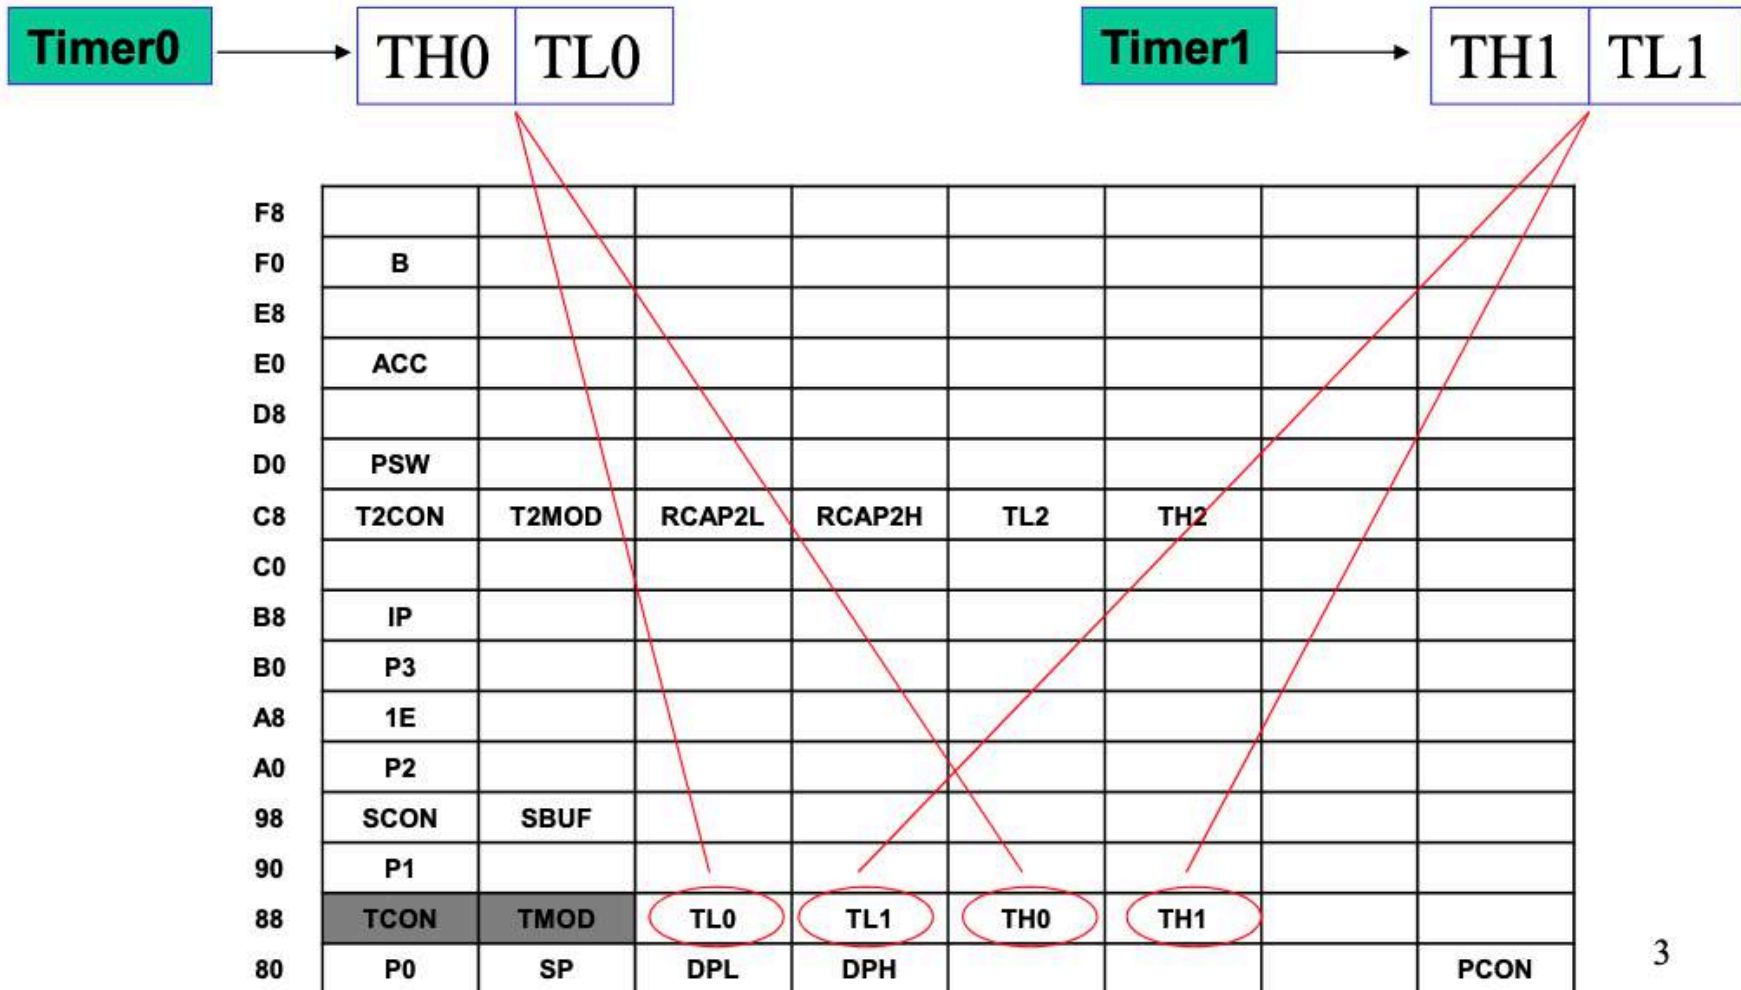 Timer0 TH0 TL0 Timer1 TH1 TL1
F8
F0 B
E8
E0 ACC
D8
D0 PSW
C8 T2CON T2MOD RCAP2L RCAP2H TL2 TH2
C0
B8 IP
B0 P3
A8 1E
A0 P2
98 SCON SBUF
90 P1
88 TCON TMOD TL0 TL1 TH0 TH1
80 P0 SP DPL DPH PCON
3